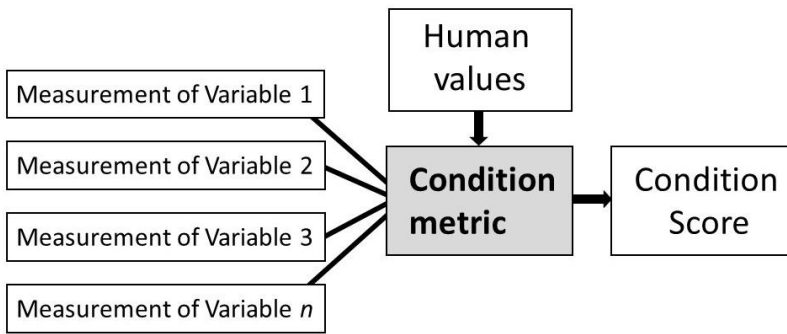 Human
values
Measurement of Variable 1
Measurement of Variable 2
Measurement of Variable 3
Measurement of Variable n
Condition
metric
Condition
Score